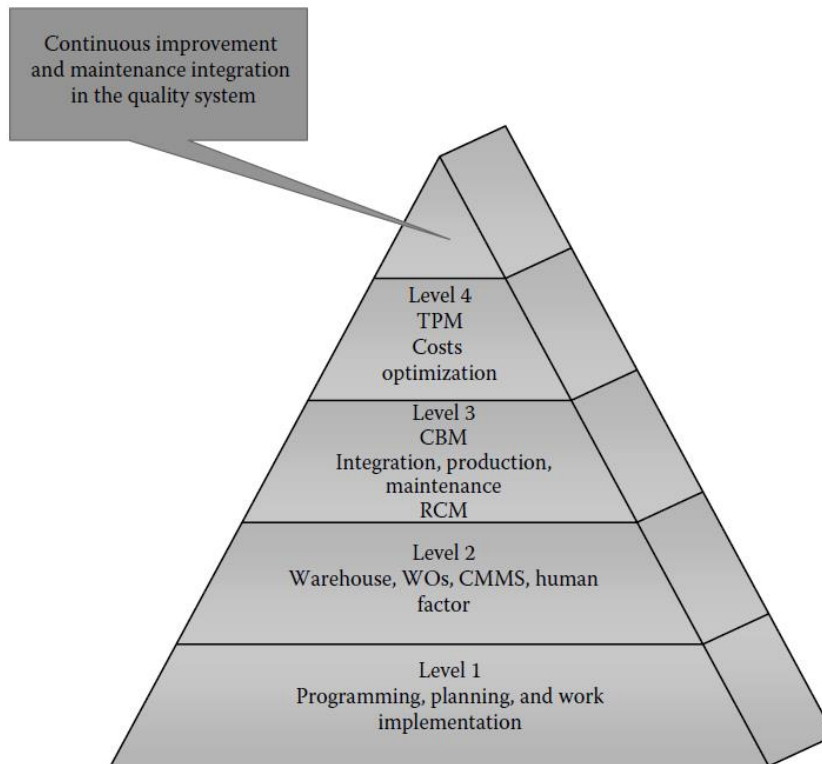 Continuous improvement
and maintenance integration
in the quality system
Level 4
TPM
Costs
optimization
Level 3
CBM
Integration, production,
maintenance
RCM
Level 2
Warehouse, WOs, CMMS, human
factor
Level 1
Programming, planning, and work
implementation